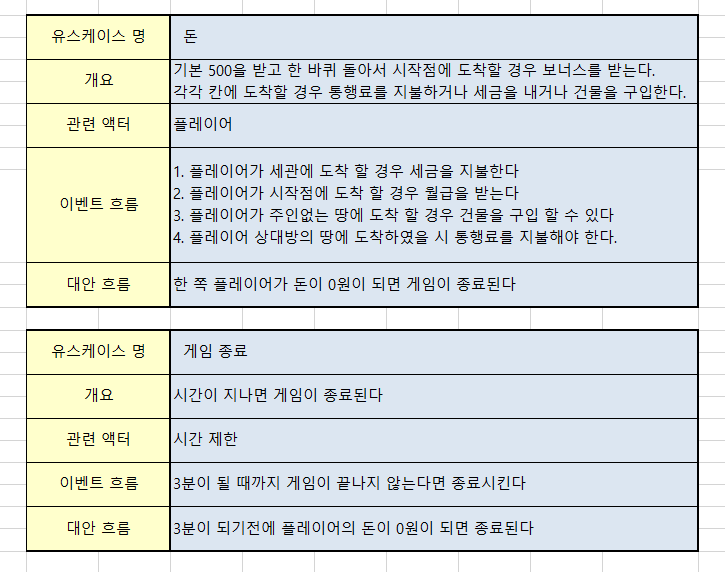 유스케이스 명
돈
개요
기본 500을 받고 한 바퀴 돌아서 시작점에 도착할 경우 보너스를 받는다.
각각 칸에 도착할 경우 통행료를 지불하거나 세금을 내거나 건물을 구입한다.
관련 액터
플레이어
이벤트 흐름
1. 플레이어가 세관에 도착 할 경우 세금을 지불한다
2. 플레이어가 시작점에 도착 할 경우 월급을 받는다
3. 플레이어가 주인없는 땅에 도착 할 경우 건물을 구입 할 수 있다
4. 플레이어 상대방의 땅에 도착하였을 시 통행료를 지불해야 한다.
대안 흐름
한 쪽 플레이어가 돈이 0원이 되면 게임이 종료된다
유스케이스 명
게임 종료
개요
시간이 지나면 게임이 종료된다
관련 액터
시간 제한
이벤트 흐름
3분이 될 때까지 게임이 끝나지 않는다면 종료시킨다
대안 흐름
3분이 되기전에 플레이어의 돈이 0원이 되면 종료된다